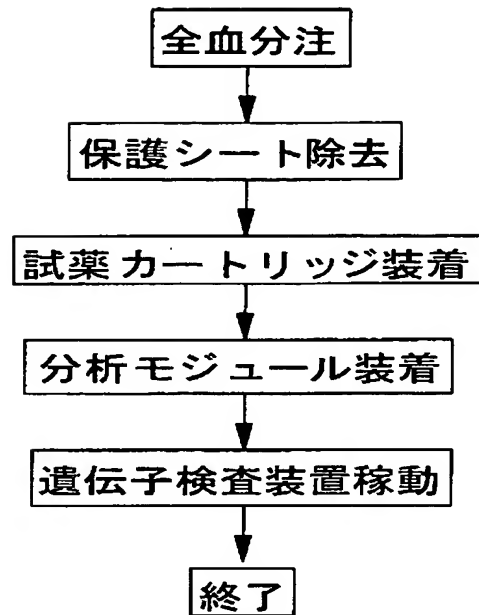 全血分注
保護シート除去
試薬カートリッジ装着
分析モジュール装着
遺伝子検査装置稼動
終了